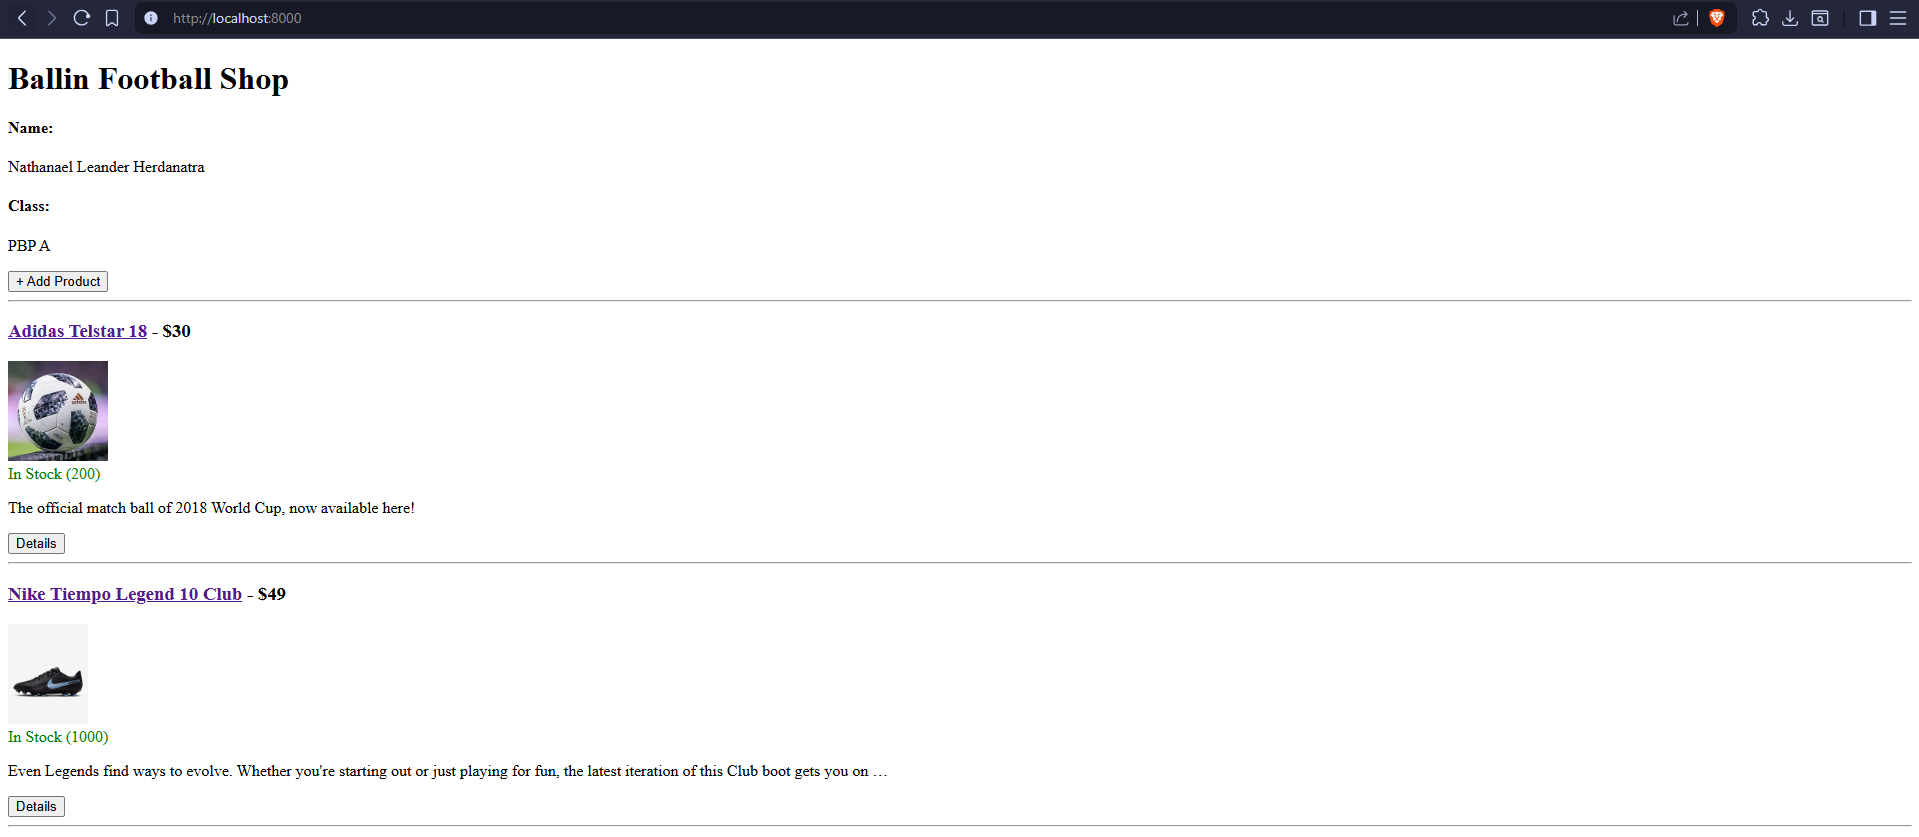 http://localhost:8000
Ballin Football Shop
Name:
Nathanael Leander Herdanatra
Class:
PBP A
+ Add Product
Adidas Telstar 18 - $30
adidas
In Stock (200)
The official match ball of 2018 World Cup, now available here!
Details
Nike Tiempo Legend 10 Club - $49
In Stock (1000)
Even Legends find ways to evolve. Whether you're starting out or just playing for fun, the latest iteration of this Club boot gets you on …
Details